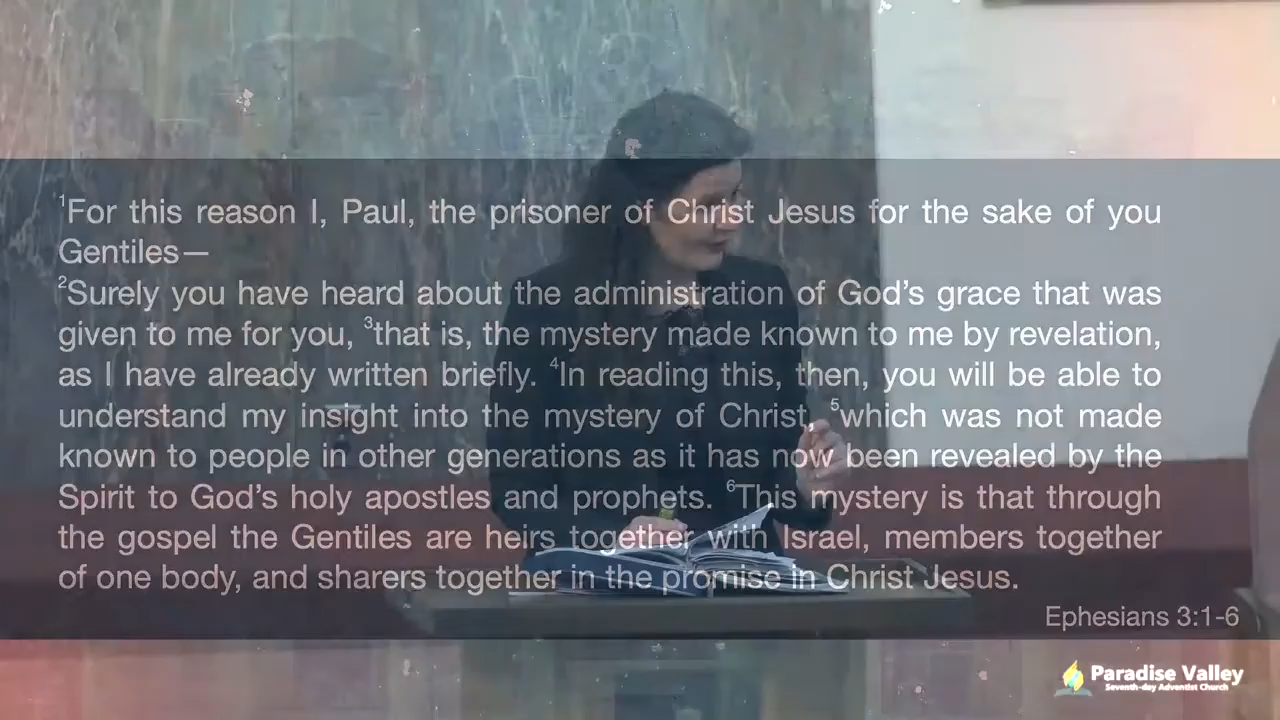 ¹For this reason I, Paul, the prisoner of Christ Jesus for the sake of you
Gentiles—
²Surely you have heard about the administration of God’s grace that was
given to me for you, ³that is, the mystery made known to me by revelation,
as I have already written briefly. ⁴In reading this, then, you will be able to
understand my insight into the mystery of Christ, ⁵which was not made
known to people in other generations as it has now been revealed by the
Spirit to God’s holy apostles and prophets. ⁶This mystery is that through
the gospel the Gentiles are heirs together with Israel, members together
of one body, and sharers together in the promise in Christ Jesus.
Ephesians 3:1-6
Paradise Valley
Seventh-day Adventist Church